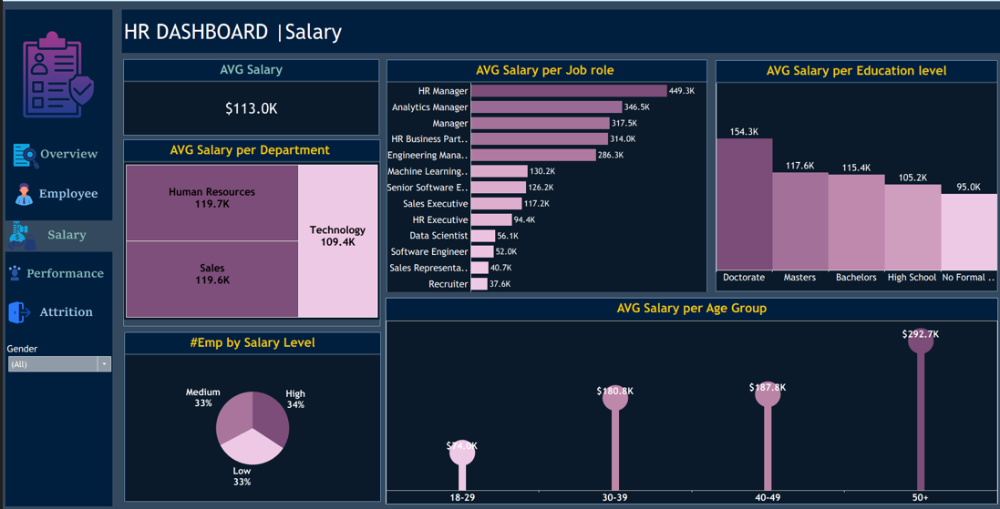 HR DASHBOARD |Salary
Overview
Employee
Salary
Performance
Attrition
Gender
(All)
AVG Salary
$113.0K
AVG Salary per Department
Human Resources
119.7K
Sales
119.6K
Technology
109.4K
#Emp by Salary Level
Medium
33%
High
34%
Low
33%
AVG Salary per Job role
HR Manager 449.3K
Analytics Manager 346.5K
Manager 317.5K
HR Business Part.. 314.0K
Engineering Mana.. 286.3K
Machine Learning.. 130.2K
Senior Software E.. 126.2K
Sales Executive 117.2K
HR Executive 94.4K
Data Scientist 56.1K
Software Engineer 52.0K
Sales Representa.. 40.7K
Recruiter 37.6K
AVG Salary per Education level
154.3K
117.6K
115.4K
105.2K
95.0K
Doctorate Masters Bachelors High School No Formal ..
AVG Salary per Age Group
$74.0K
$180.8K
$187.8K
$292.7K
18-29 30-39 40-49 50+